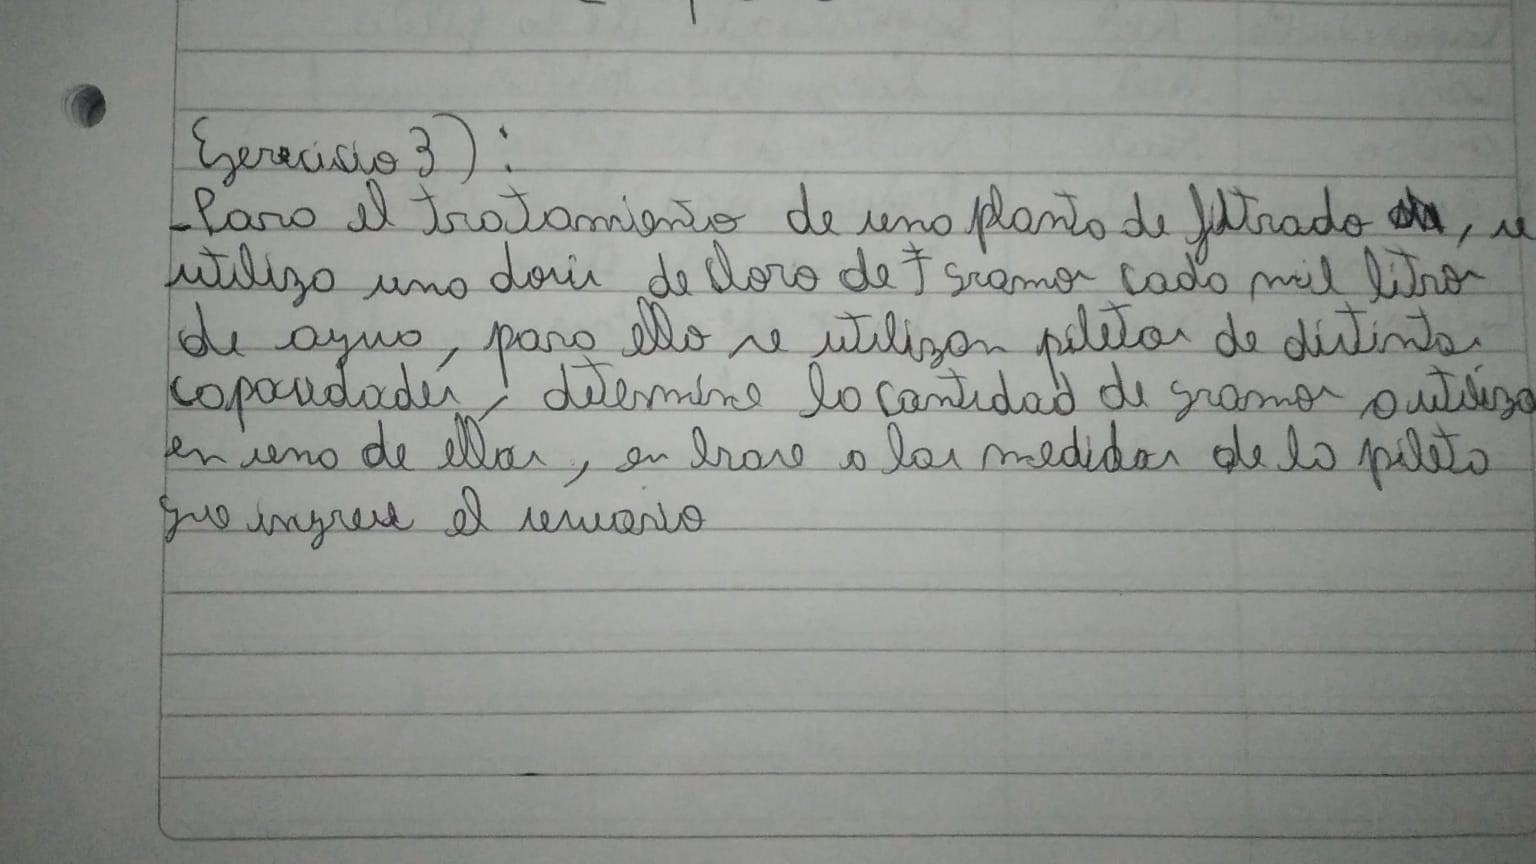 Ejercicio 3):
-Para el tratamiento de una planta de filtrado, se
utiliza una dosis de cloro de 7 gramos cada mil litros
de agua, para ello se utilizan piletas de distintas
capacidades, determine la cantidad de gramos a utilizar
en una de ellas, en base a las medidas de la pileta
que ingrese el usuario